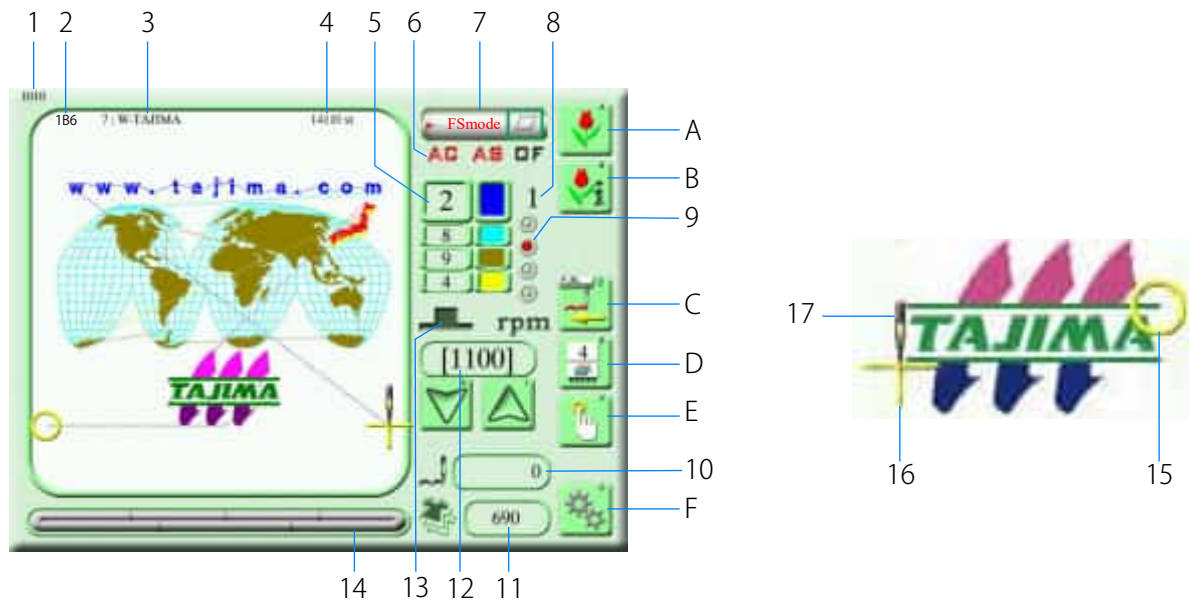 1 2 3 4 5 6 7 8
1B6 7 : W-TAJIMA
FSmode
AC AS OF
www.tajima.com
2 1
8
9
4
rpm
[1100]
4
TAJIMA
0
690
A
B
9
C
D
E
10
F
14 13 12 11
17
TAJIMA
16 15